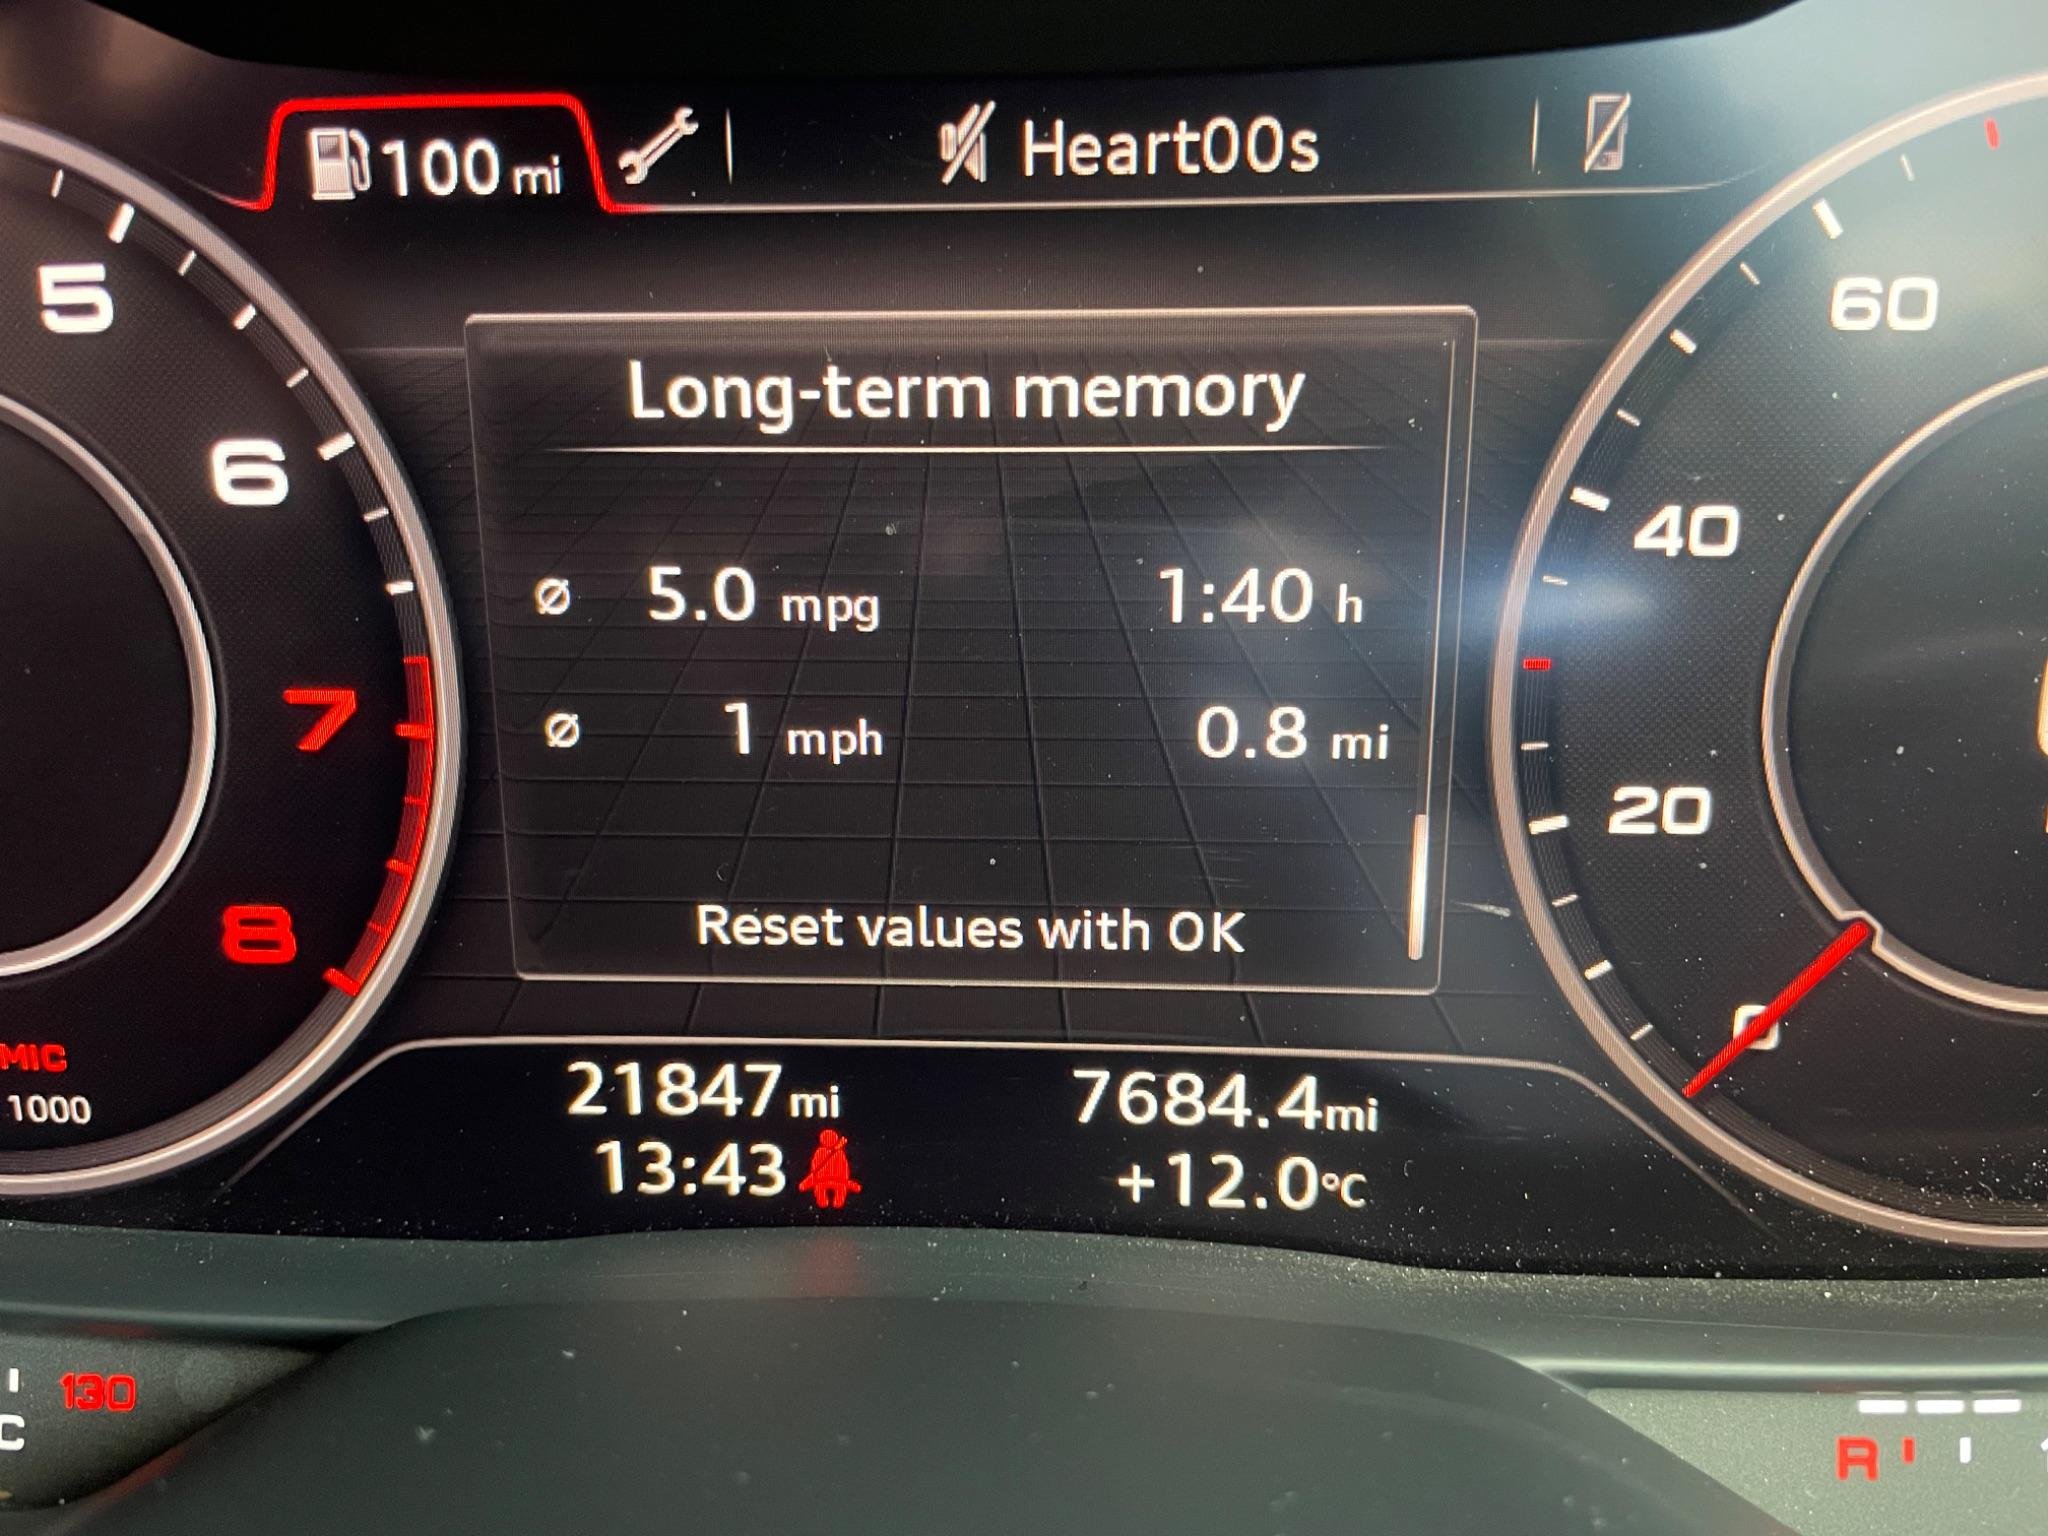 100 mi
Heart00s
5
6
7
8
MIC
1000
60
40
20
0
Long-term memory
Ø 5.0 mpg 1:40 h
Ø 1 mph 0.8 mi
Reset values with OK
21847 mi 7684.4 mi
13:43 +12.0°C
130
C
R